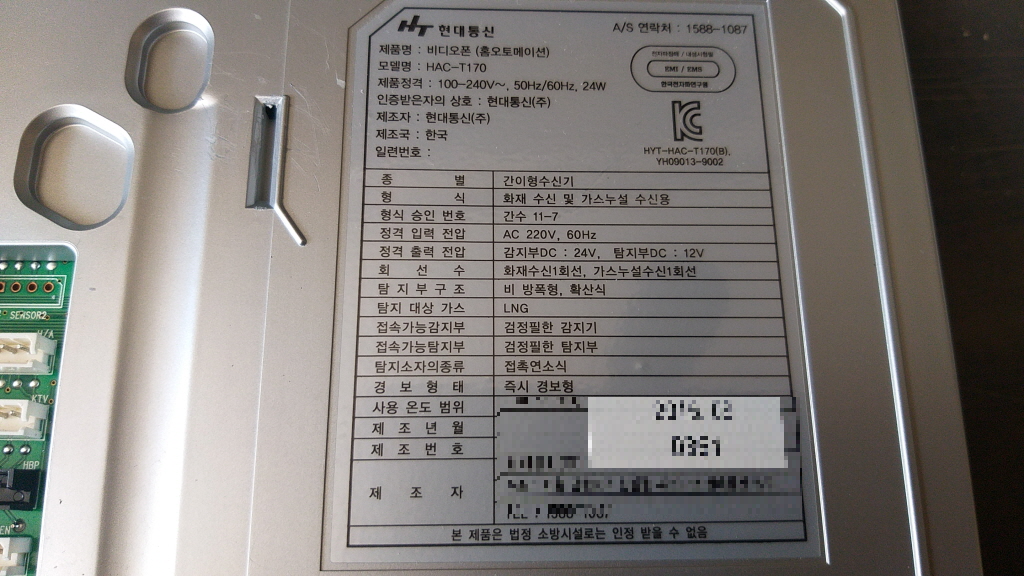 HT 현대통신
A/S 연락처 : 1588-1087
제품명 : 비디오폰 (홈오토메이션)
모델명 : HAC-T170
제품정격 : 100-240V~, 50Hz/60Hz, 24W
인증받은자의 상호 : 현대통신(주)
제조자 : 현대통신(주)
제조국 : 한국
일련번호 :
EMI / EMS
HYT-HAC-T170(B),
YH09013-9002
종 별 간이형수신기
형 식 화재 수신 및 가스누설 수신용
형식 승인 번호 간수 11-7
정격 입력 전압 AC 220V, 60Hz
정격 출력 전압 감지부DC : 24V, 탐지부DC : 12V
회 선 수 화재수신1회선, 가스누설수신1회선
탐 지 부 구 조 비 방폭형, 확산식
탐지 대상 가스 LNG
접속가능감지부 검정필한 감지기
접속가능탐지부 검정필한 탐지부
탐지소자의종류 접촉연소식
경 보 형 태 즉시 경보형
사용 온도 범위
제 조 년 월
제 조 번 호
제 조 자
본 제품은 법정 소방시설로는 인정 받을 수 없음
SENSOR2
KTV
HBP